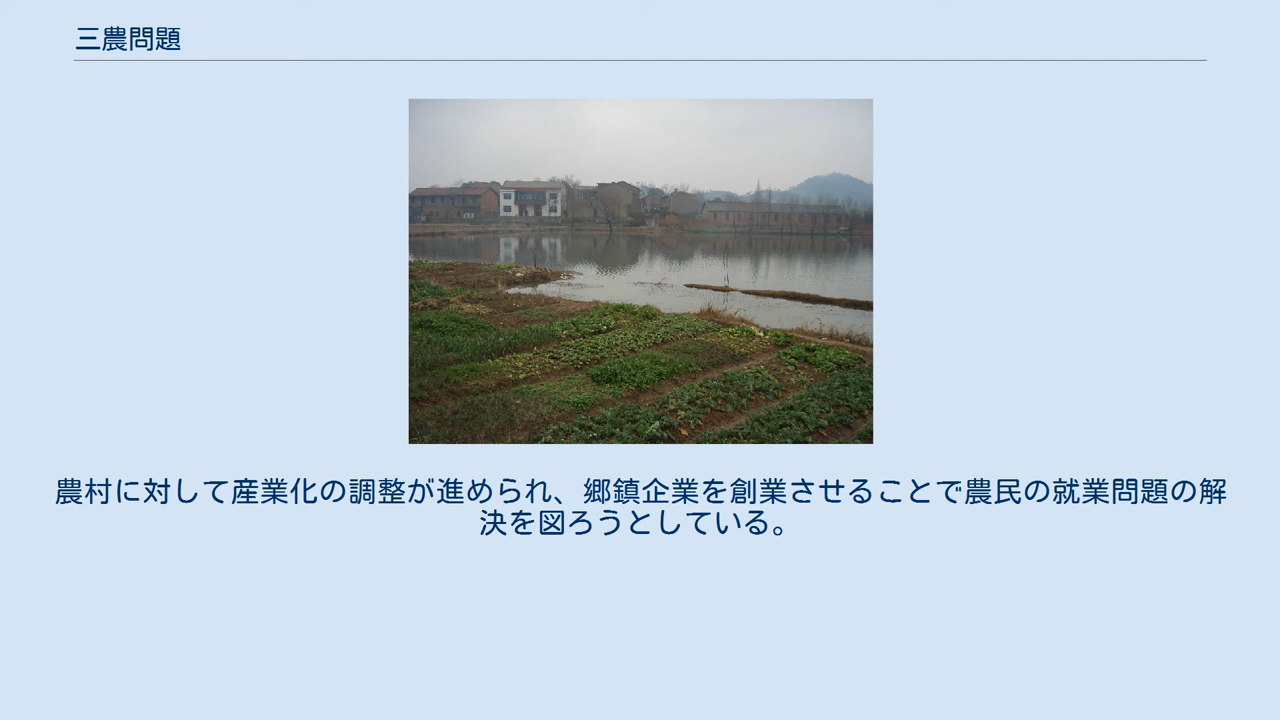 三農問題
農村に対して産業化の調整が進められ、郷鎮企業を創業させることで農民の就業問題の解
決を図ろうとしている。